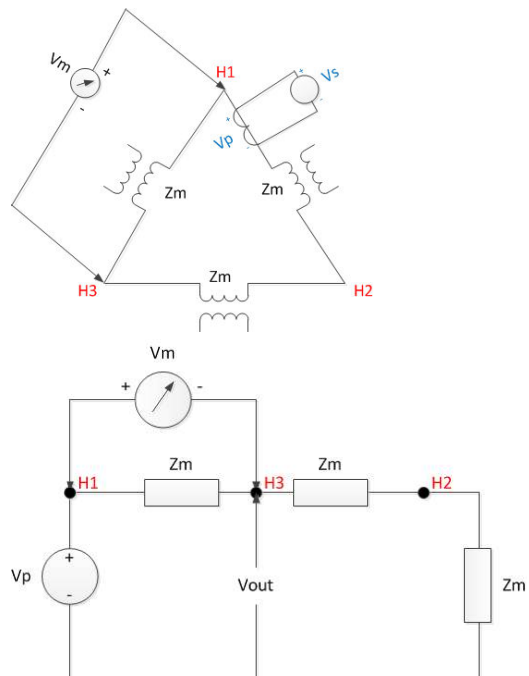 H1
Vm
+
-
+
Vs
-
+
Vp
-
Zm
Zm
Zm
H3
H2
Vm
+
-
H1
Zm
H3
Zm
H2
Vp
+
-
Vout
Zm